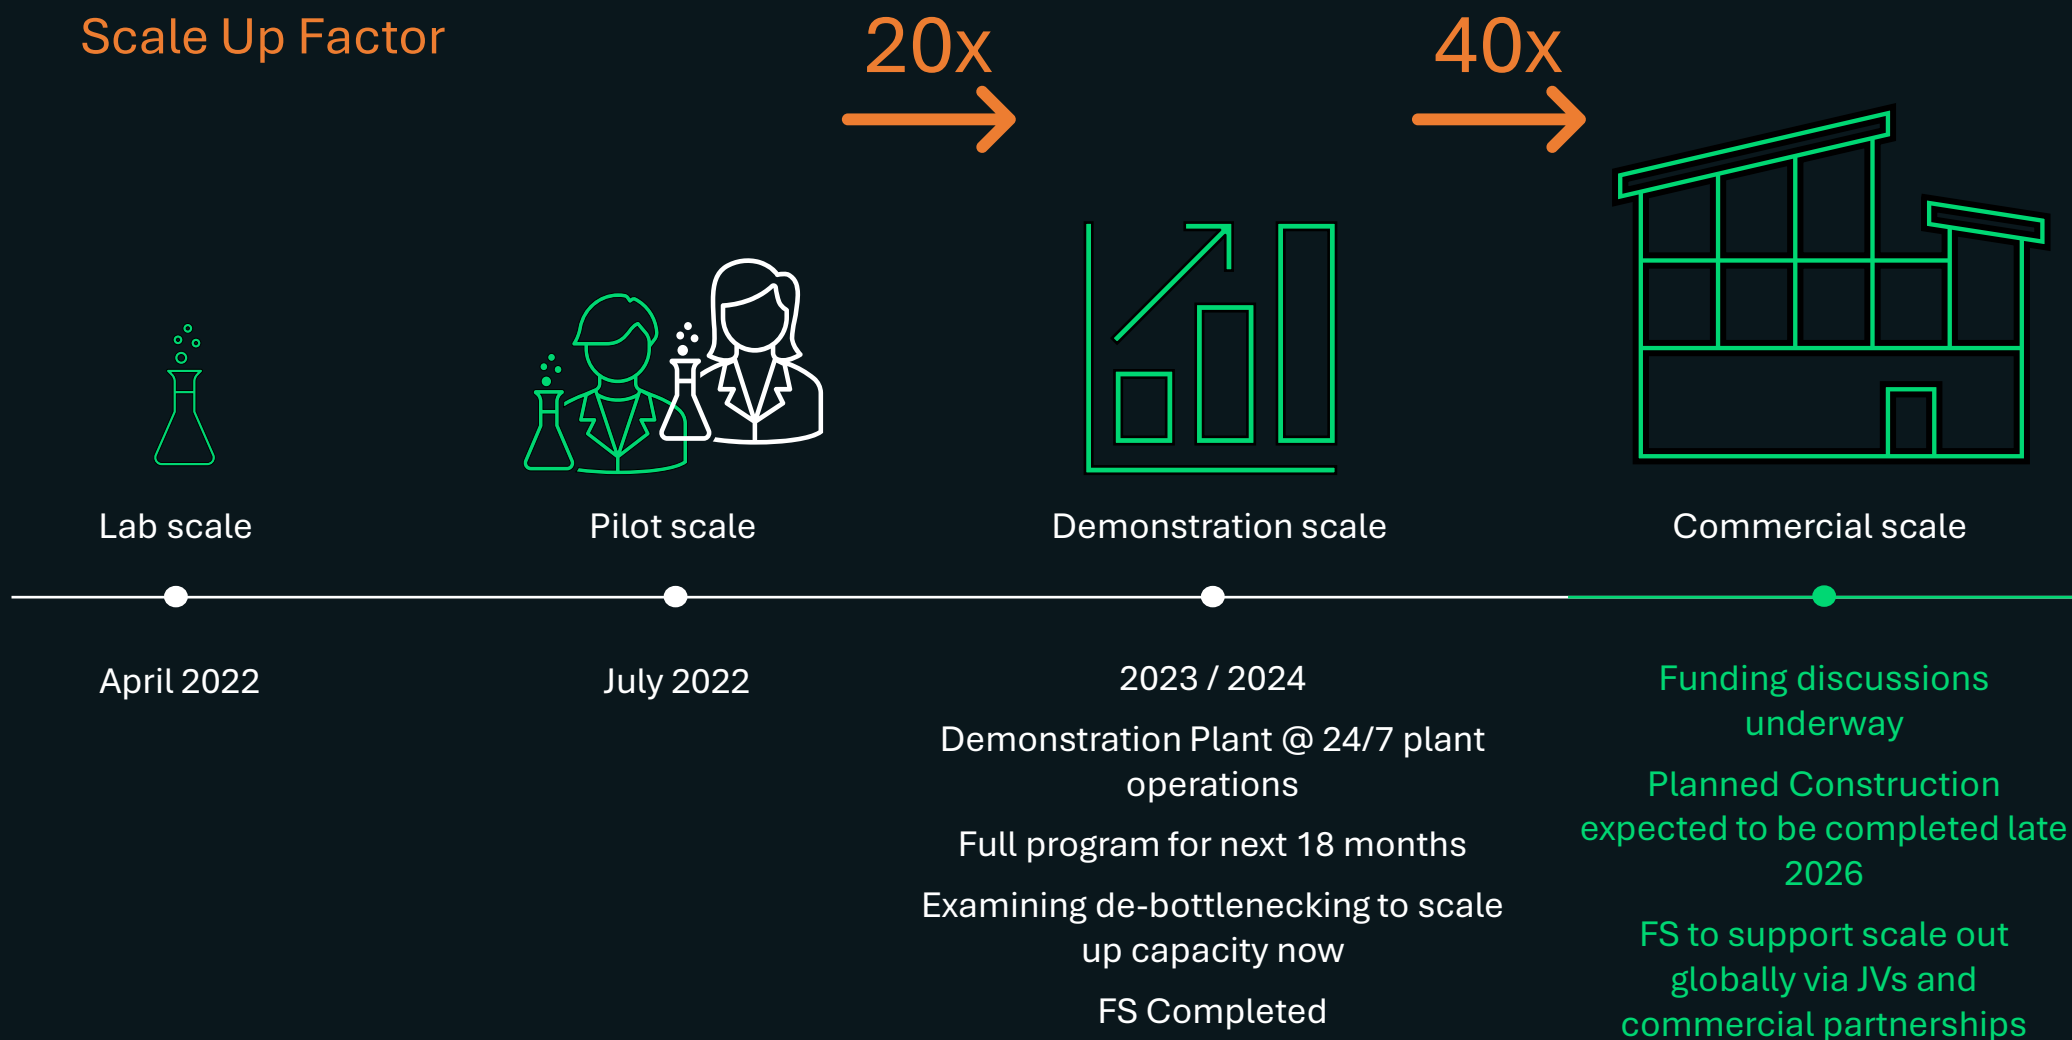 Scale Up Factor
20x
40x
Lab scale
Pilot scale
Demonstration scale
Commercial scale
April 2022
July 2022
2023 / 2024
Demonstration Plant @ 24/7 plant
operations
Full program for next 18 months
Examining de-bottlenecking to scale
up capacity now
FS Completed
Funding discussions
underway
Planned Construction
expected to be completed late
2026
FS to support scale out
globally via JVs and
commercial partnerships